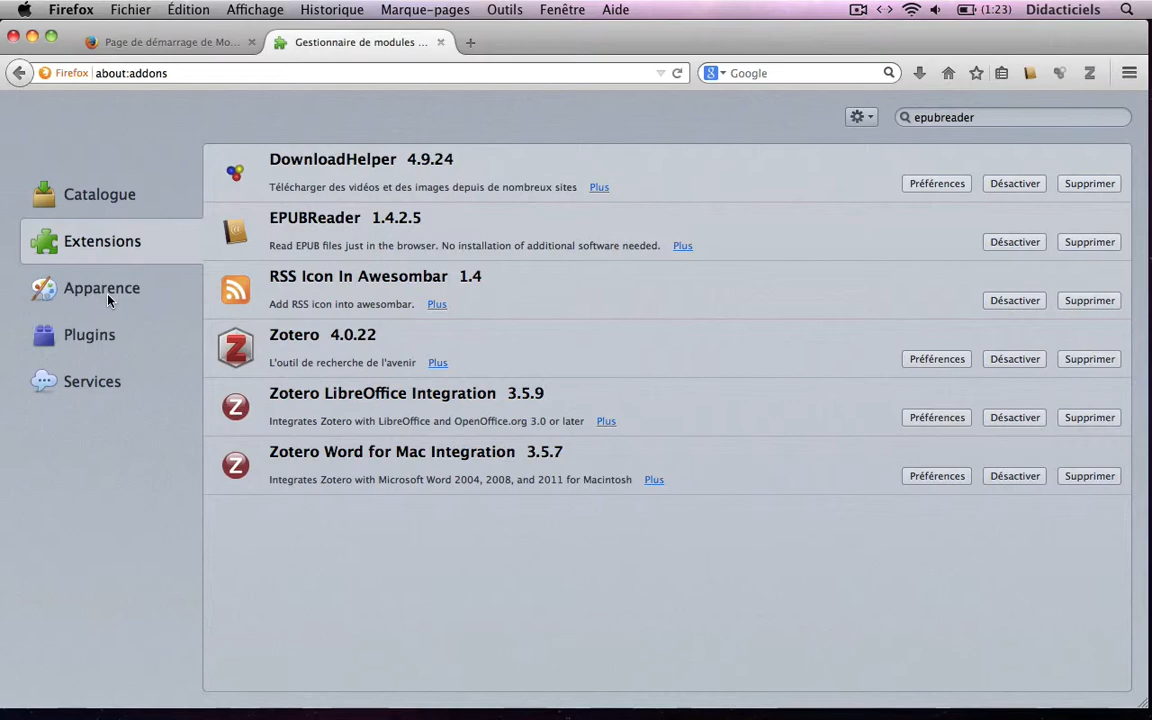 Firefox Fichier Édition Affichage Historique Marque-pages Outils Fenêtre Aide (1:23) Didacticiels
Page de démarrage de Mo... Gestionnaire de modules ...
Firefox about:addons Google
epubreader
Catalogue
Extensions
Apparence
Plugins
Services
DownloadHelper 4.9.24
Télécharger des vidéos et des images depuis de nombreux sites Plus Préférences Désactiver Supprimer
EPUBReader 1.4.2.5
Read EPUB files just in the browser. No installation of additional software needed. Plus Désactiver Supprimer
RSS Icon In Awesombar 1.4
Add RSS icon into awesombar. Plus Désactiver Supprimer
Zotero 4.0.22
L'outil de recherche de l'avenir Plus Préférences Désactiver Supprimer
Zotero LibreOffice Integration 3.5.9
Integrates Zotero with LibreOffice and OpenOffice.org 3.0 or later Plus Préférences Désactiver Supprimer
Zotero Word for Mac Integration 3.5.7
Integrates Zotero with Microsoft Word 2004, 2008, and 2011 for Macintosh Plus Préférences Désactiver Supprimer